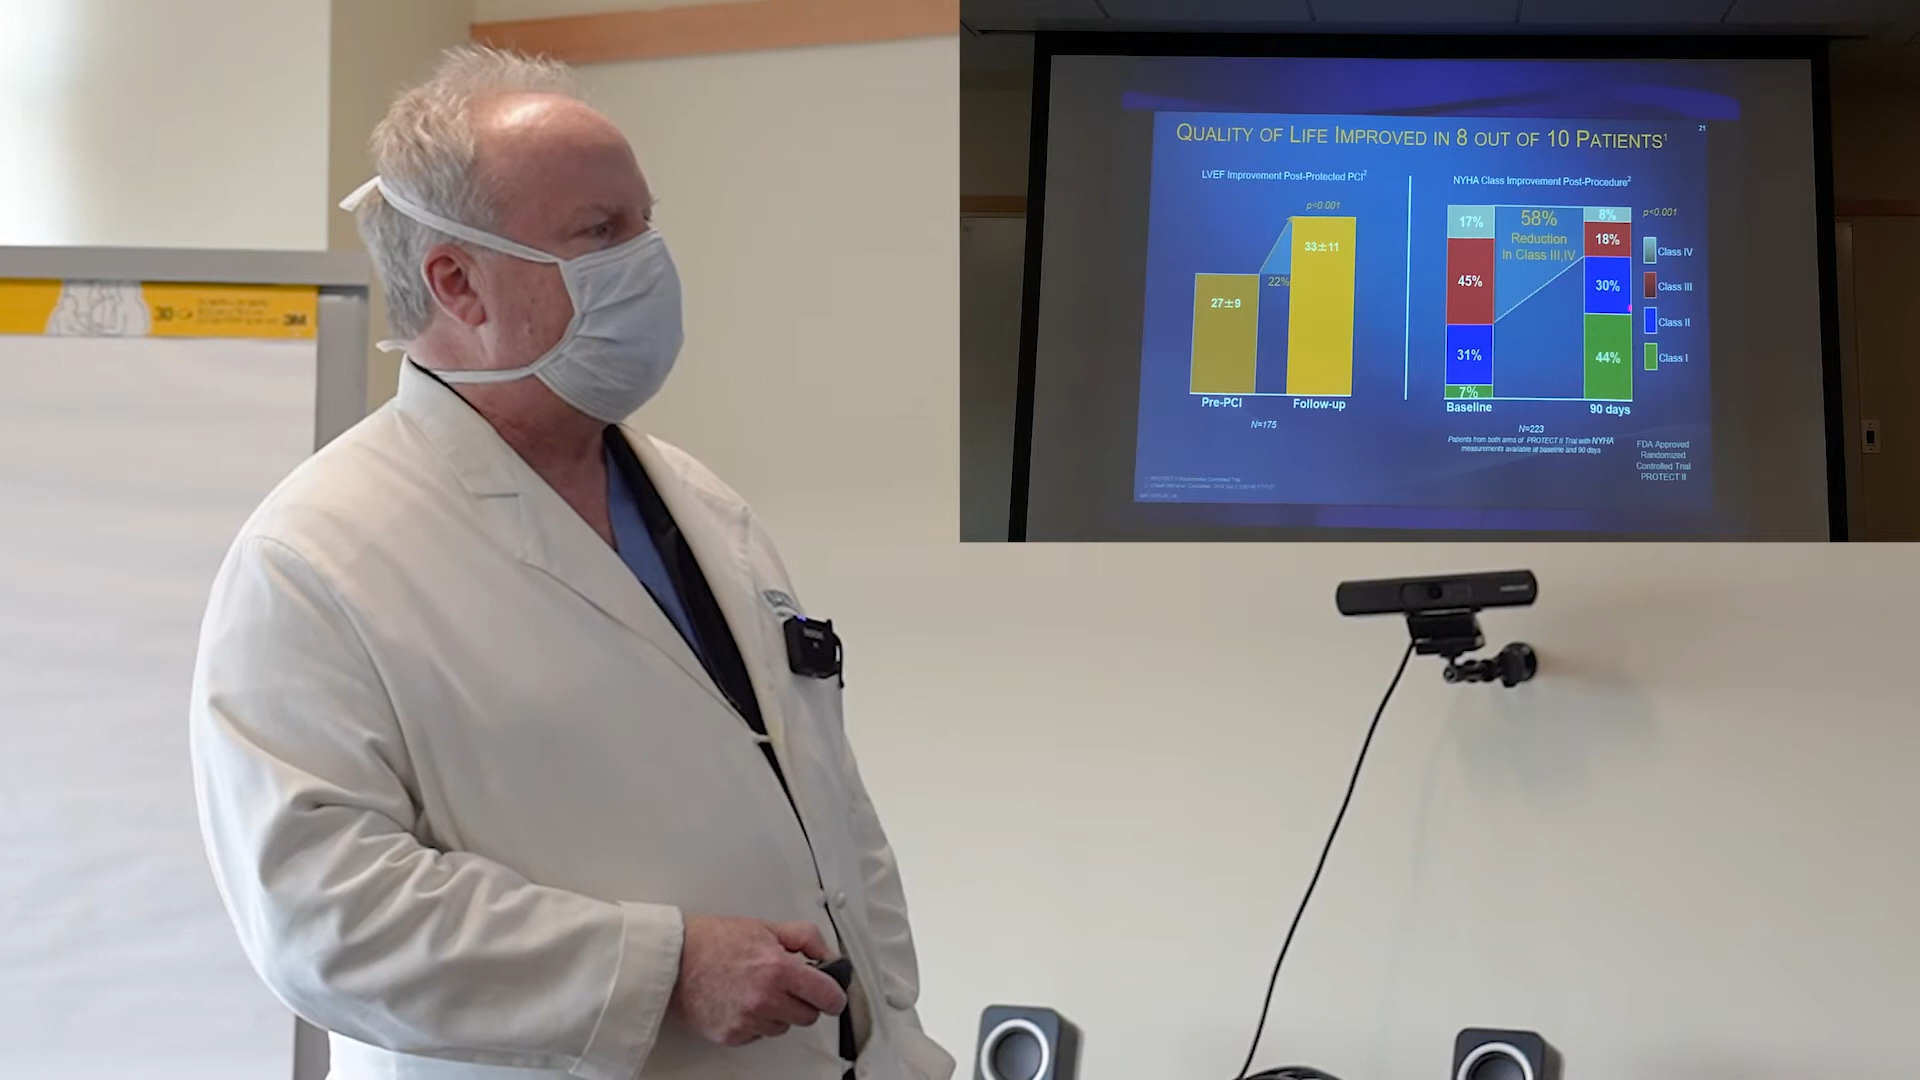 30
3M
21
QUALITY OF LIFE IMPROVED IN 8 OUT OF 10 PATIENTS¹
LVEF Improvement Post-Protected PCI²
p<0.001
33±11
22%
27±9
Pre-PCI
Follow-up
N=175
NYHA Class Improvement Post-Procedure²
p<0.001
17%
45%
31%
7%
58%
Reduction
in Class III,IV
8%
18%
30%
44%
Class IV
Class III
Class II
Class I
Baseline
90 days
N=223
Patients from both arms of PROTECT II Trial with NYHA
measurements available at baseline and 90 days
FDA Approved
Randomized
Controlled Trial
PROTECT II